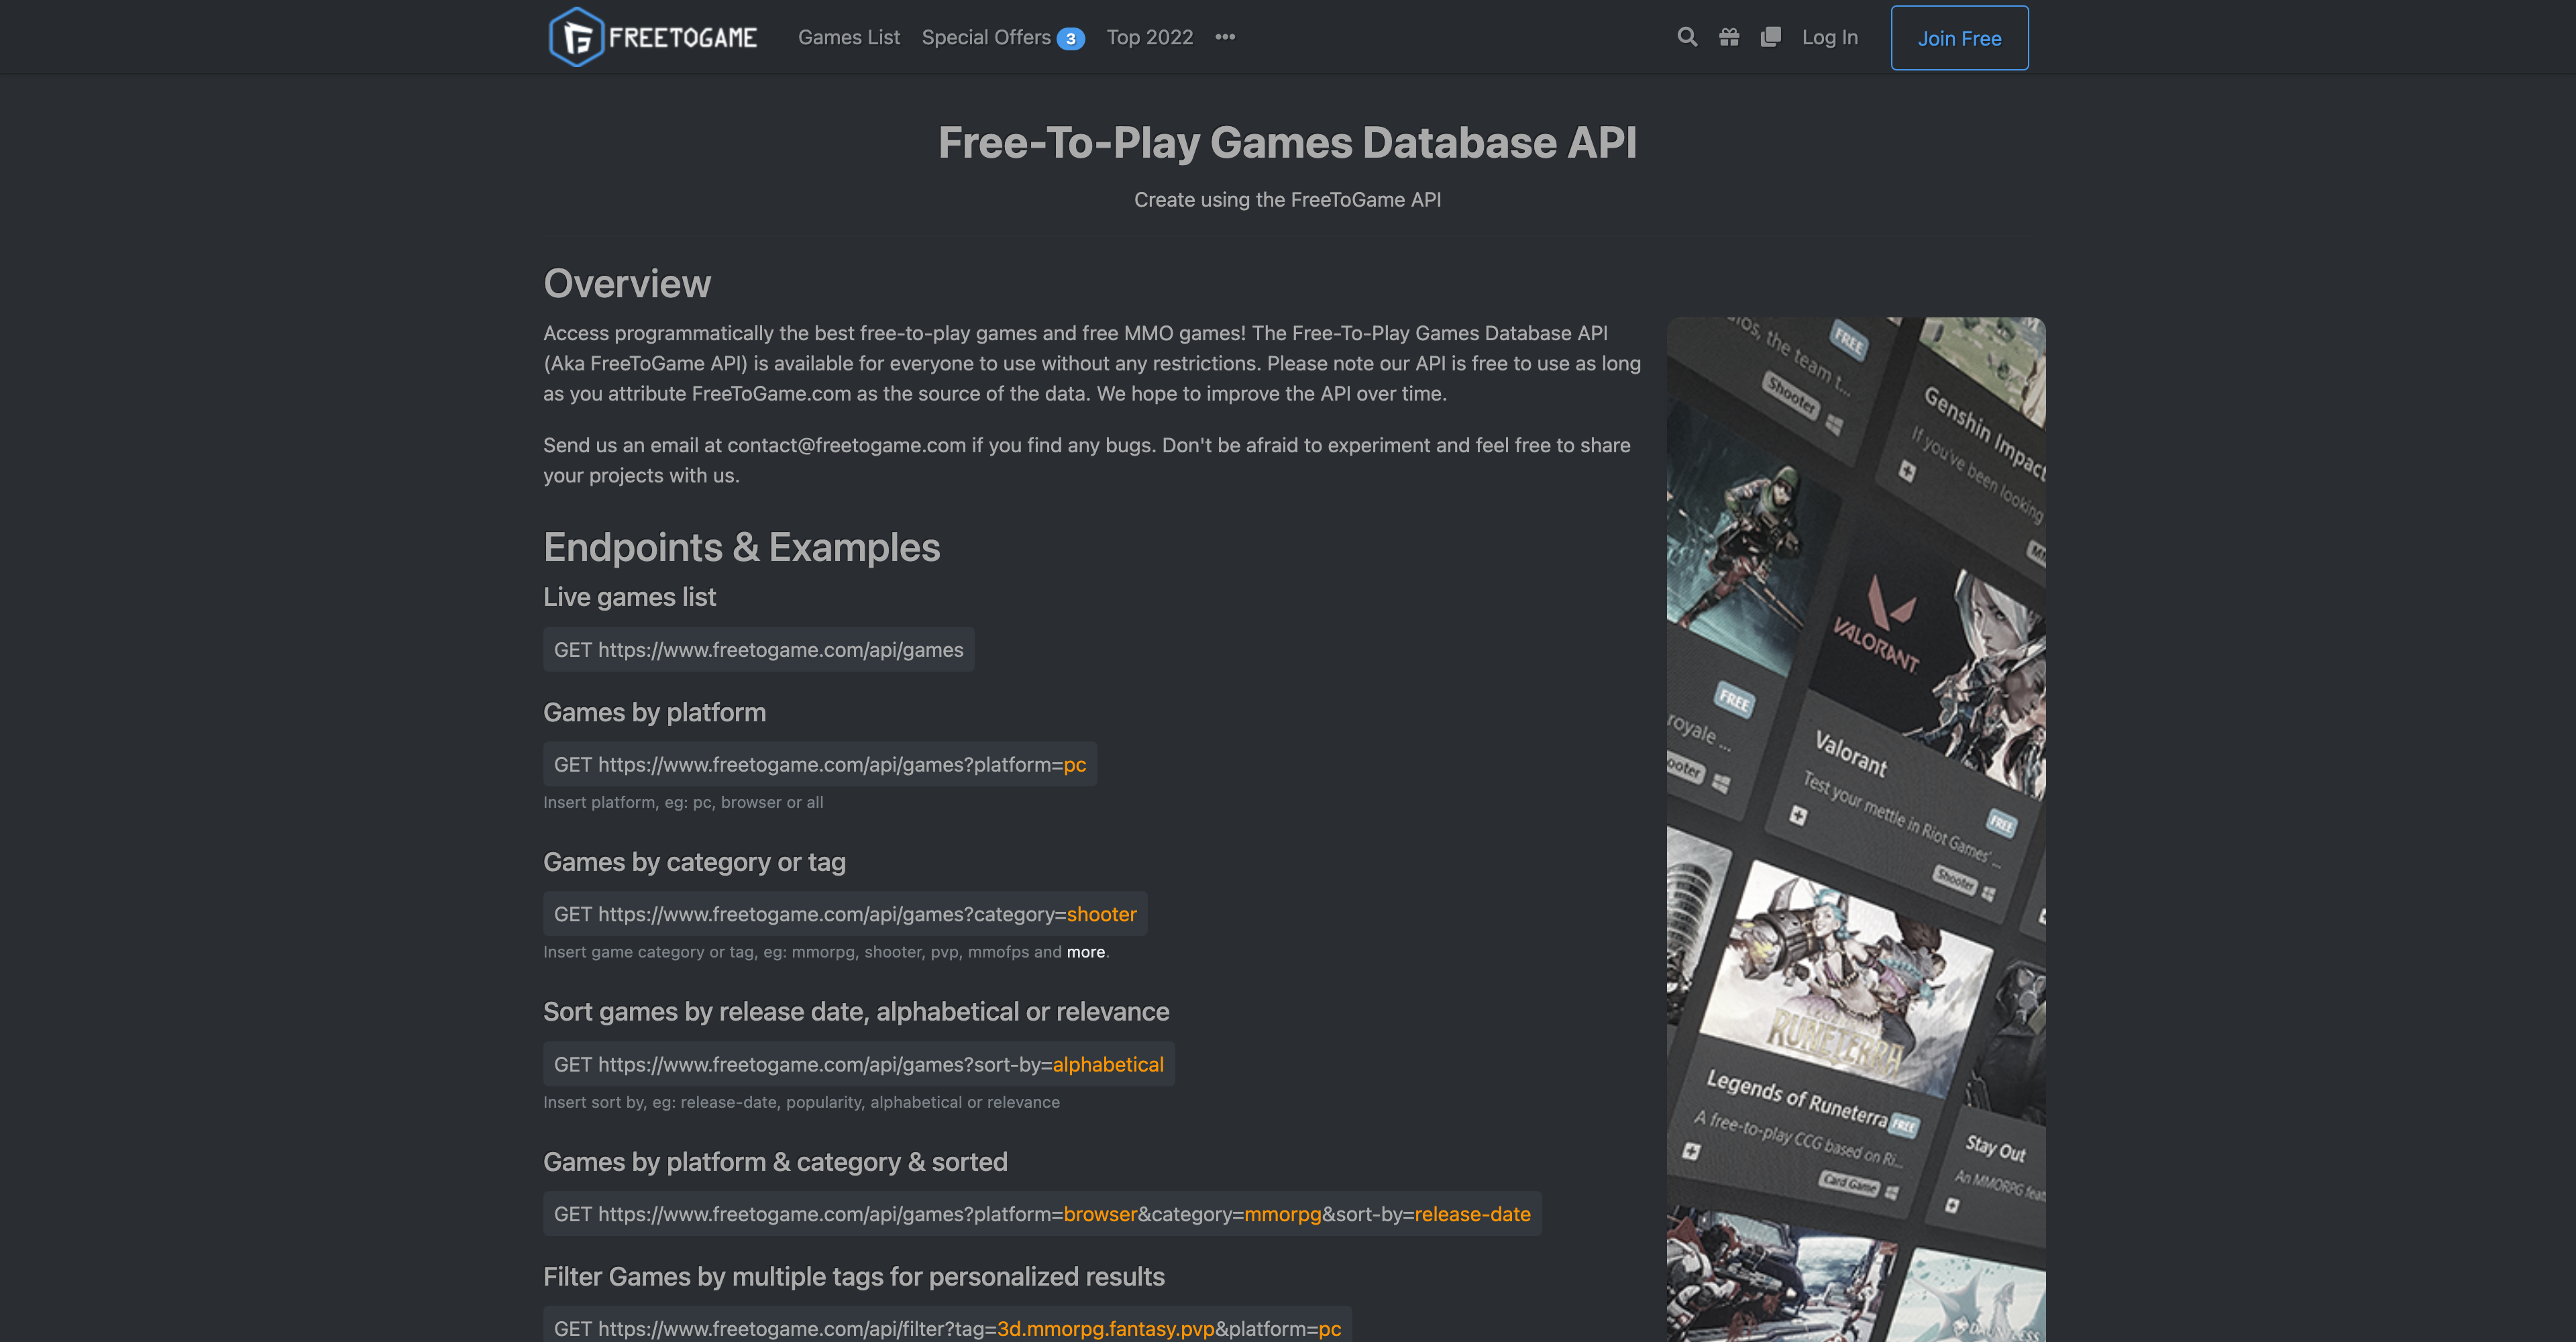 FREETOGAME
Games List
Special Offers 3
Top 2022
•••
Log In
Join Free
Free-To-Play Games Database API
Create using the FreeToGame API
Overview
Access programmatically the best free-to-play games and free MMO games! The Free-To-Play Games Database API
(Aka FreeToGame API) is available for everyone to use without any restrictions. Please note our API is free to use as long
as you attribute FreeToGame.com as the source of the data. We hope to improve the API over time.
Send us an email at contact@freetogame.com if you find any bugs. Don't be afraid to experiment and feel free to share
your projects with us.
Endpoints & Examples
Live games list
GET https://www.freetogame.com/api/games
Games by platform
GET https://www.freetogame.com/api/games?platform=pc
Insert platform, eg: pc, browser or all
Games by category or tag
GET https://www.freetogame.com/api/games?category=shooter
Insert game category or tag, eg: mmorpg, shooter, pvp, mmofps and more.
Sort games by release date, alphabetical or relevance
GET https://www.freetogame.com/api/games?sort-by=alphabetical
Insert sort by, eg: release-date, popularity, alphabetical or relevance
Games by platform & category & sorted
GET https://www.freetogame.com/api/games?platform=browser&category=mmorpg&sort-by=release-date
Filter Games by multiple tags for personalized results
GET https://www.freetogame.com/api/filter?tag=3d.mmorpg.fantasy.pvp&platform=pc
the team t...
FREE
Shooter
Genshin Impact
If you've been looking
VALORANT
FREE
royale ...
Valorant
Test your mettle in Riot Games' ...
FREE
Shooter
RUNETERRA
Legends of Runeterra
FREE
A free-to-play CCG based on Ri...
Card Game
Stay Out
An MMORPG